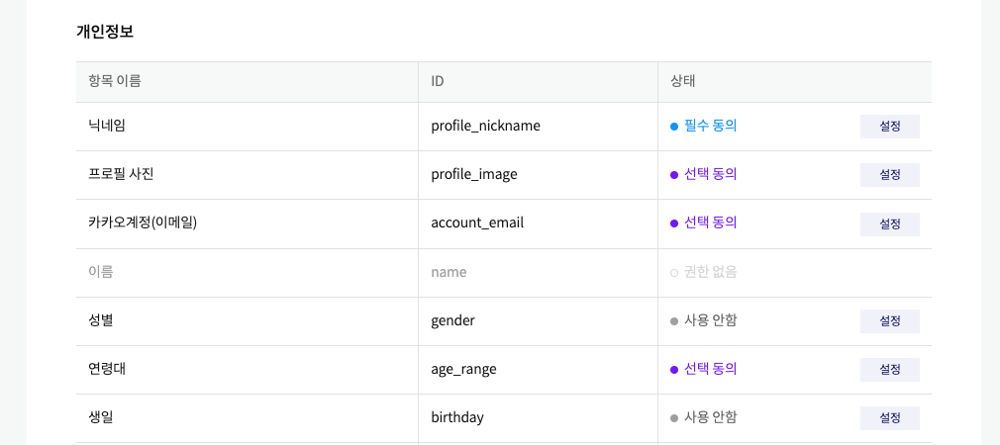 개인정보
항목 이름 ID 상태
닉네임 profile_nickname 필수 동의 설정
프로필 사진 profile_image 선택 동의 설정
카카오계정(이메일) account_email 선택 동의 설정
이름 name 권한 없음
성별 gender 사용 안함 설정
연령대 age_range 선택 동의 설정
생일 birthday 사용 안함 설정